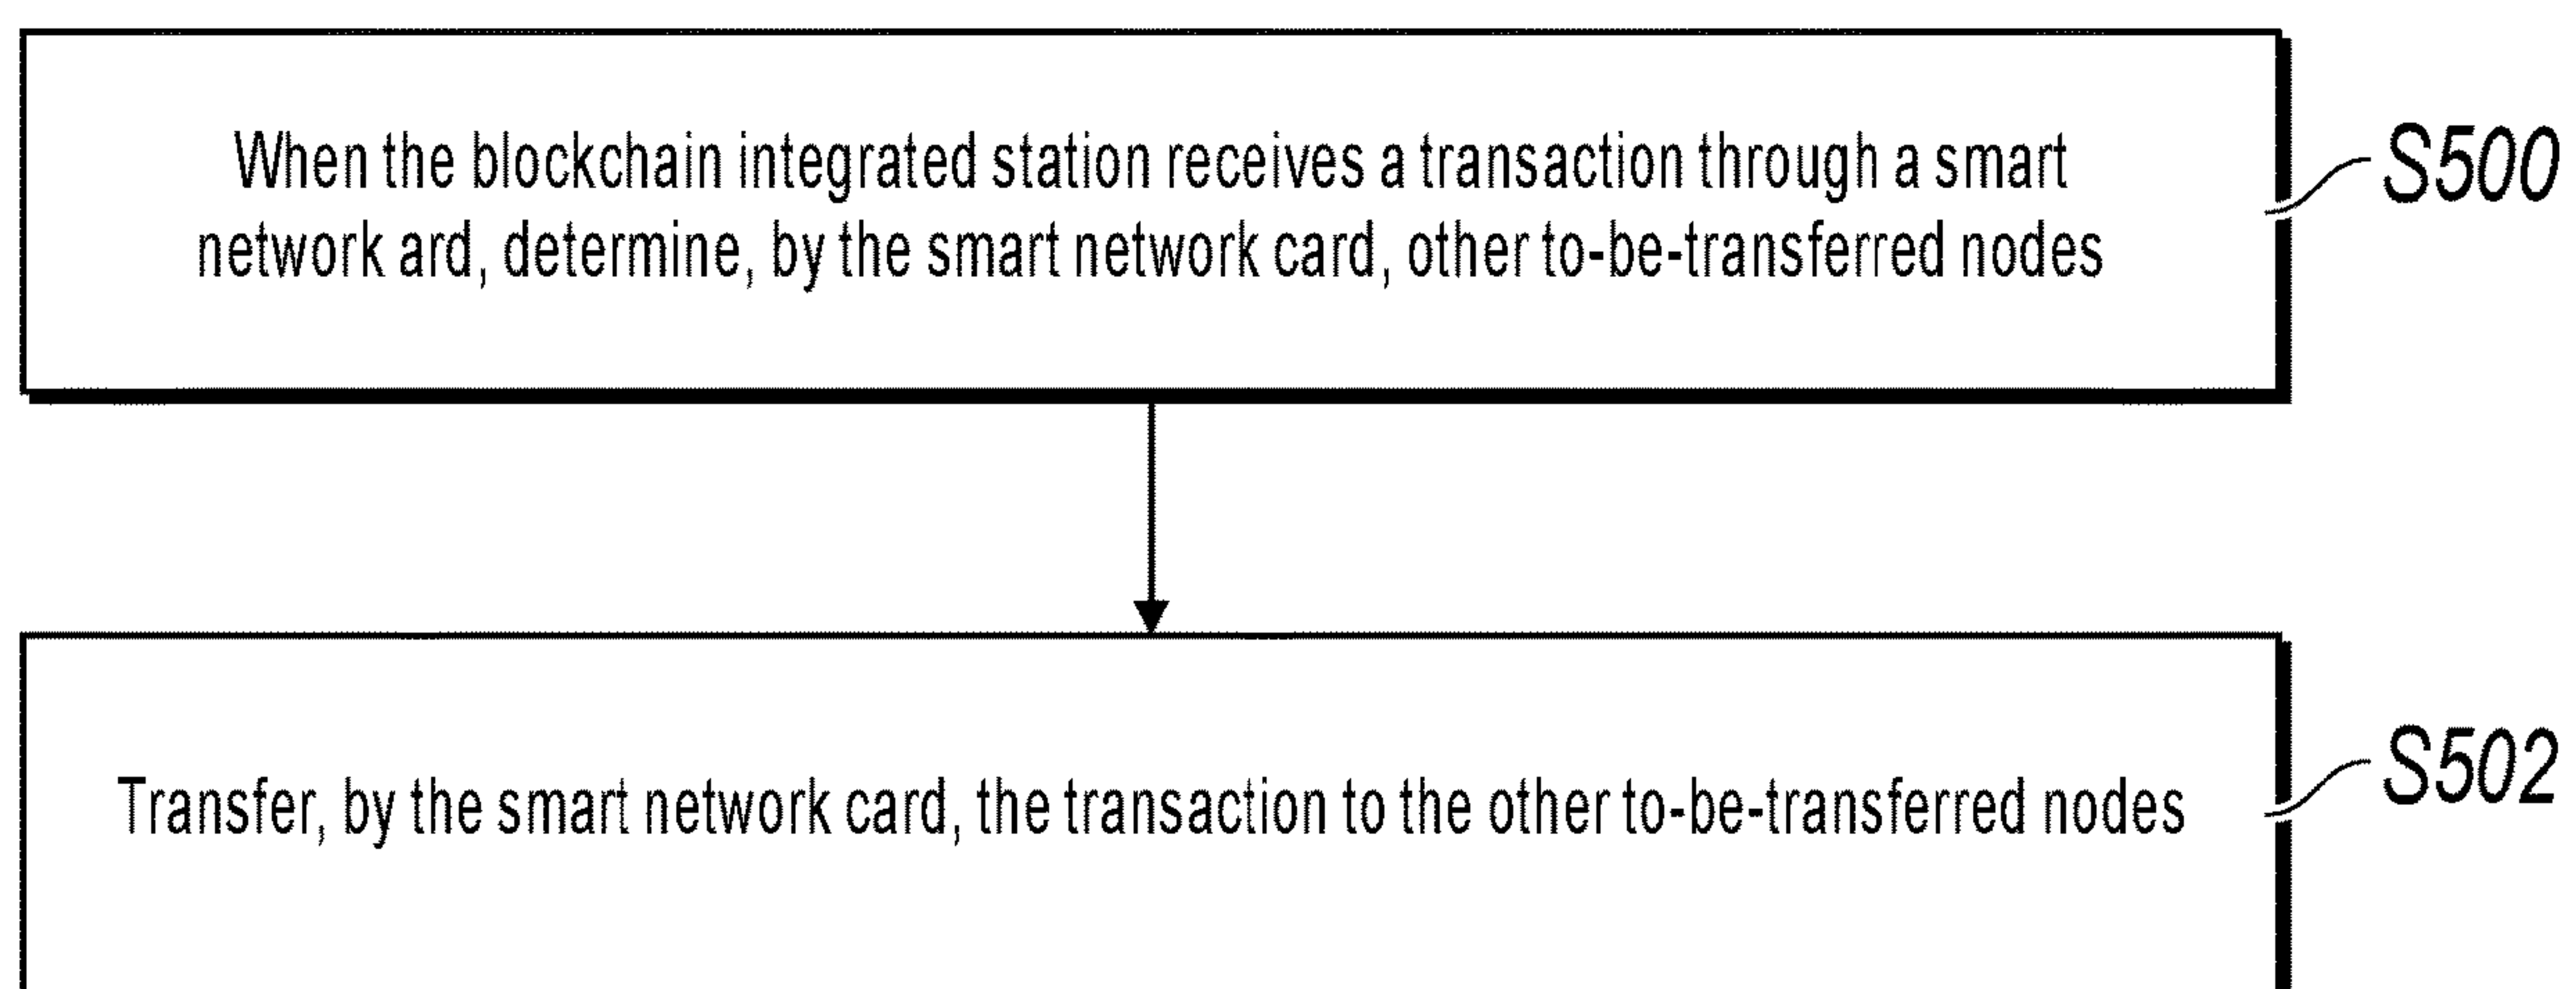 When the blockchain integrated station receives a transaction through a smart
network ard, determine, by the smart network card, other to-be-transferred nodes
S500
Transfer, by the smart network card, the transaction to the other to-be-transferred nodes
S502